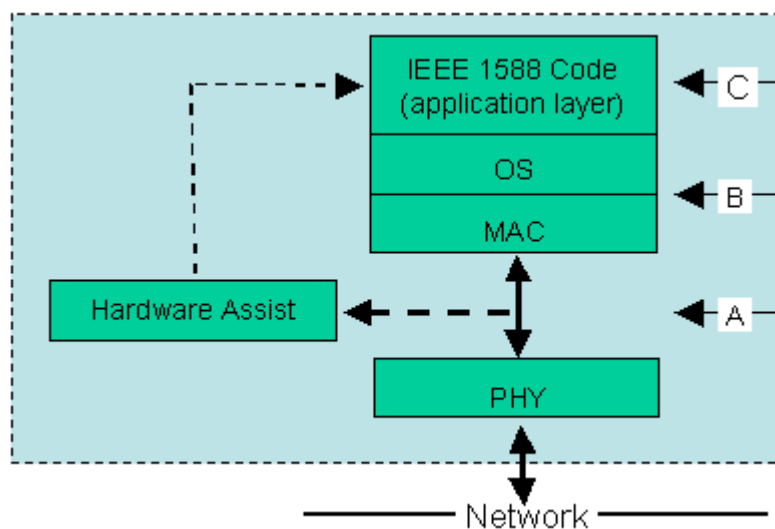 IEEE 1588 Code
(application layer)
C
OS
B
MAC
Hardware Assist
A
PHY
Network